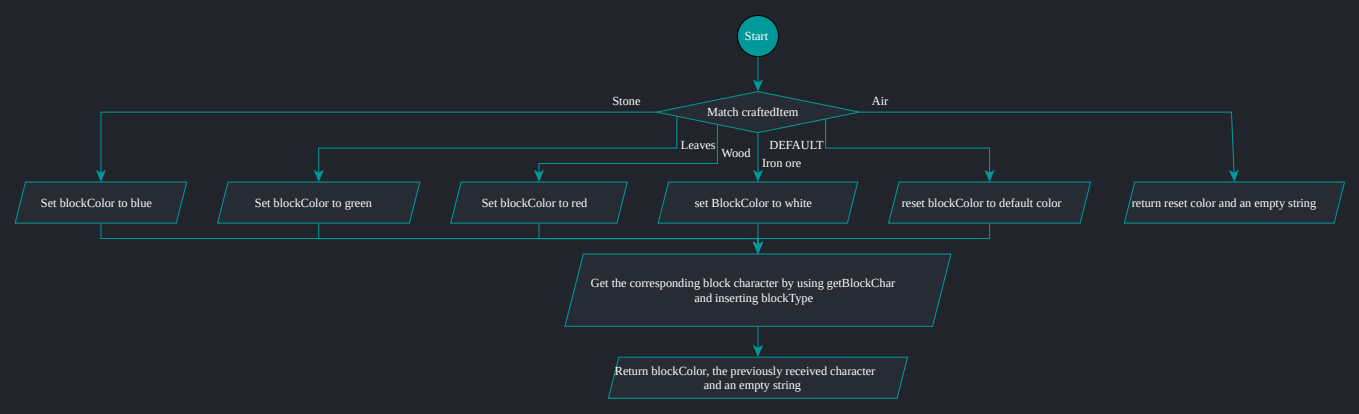 Start
Stone
Match craftedItem
Air
Leaves
Wood
DEFAULT
Iron ore
Set blockColor to blue
Set blockColor to green
Set blockColor to red
set BlockColor to white
reset blockColor to default color
return reset color and an empty string
Get the corresponding block character by using getBlockChar
and inserting blockType
Return blockColor, the previously received character
and an empty string